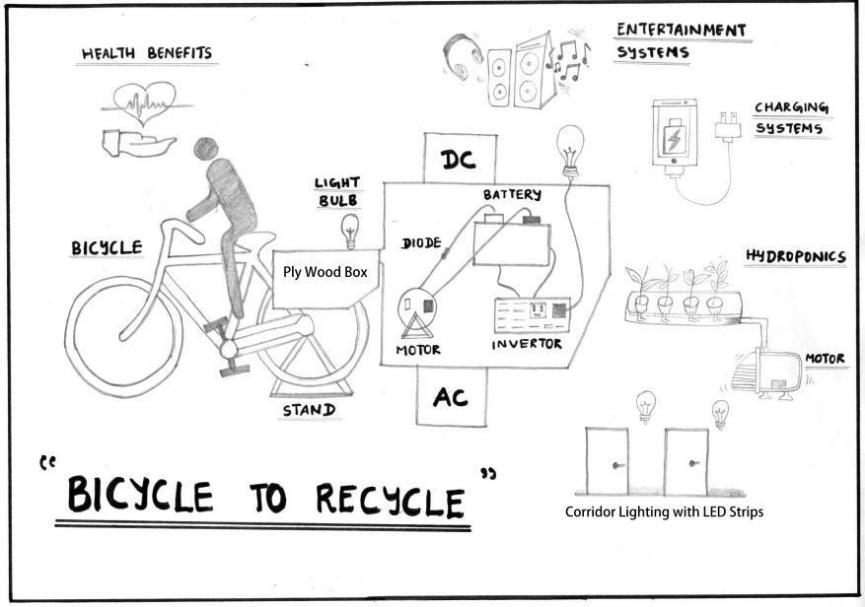 HEALTH BENEFITS
ENTERTAINMENT
SYSTEMS
CHARGING
SYSTEMS
DC
LIGHT
BULB
BATTERY
BICYCLE
DIODE
HYDROPONICS
Ply Wood Box
MOTOR
INVERTOR
MOTOR
AC
STAND
"BICYCLE TO RECYCLE"
Corridor Lighting with LED Strips